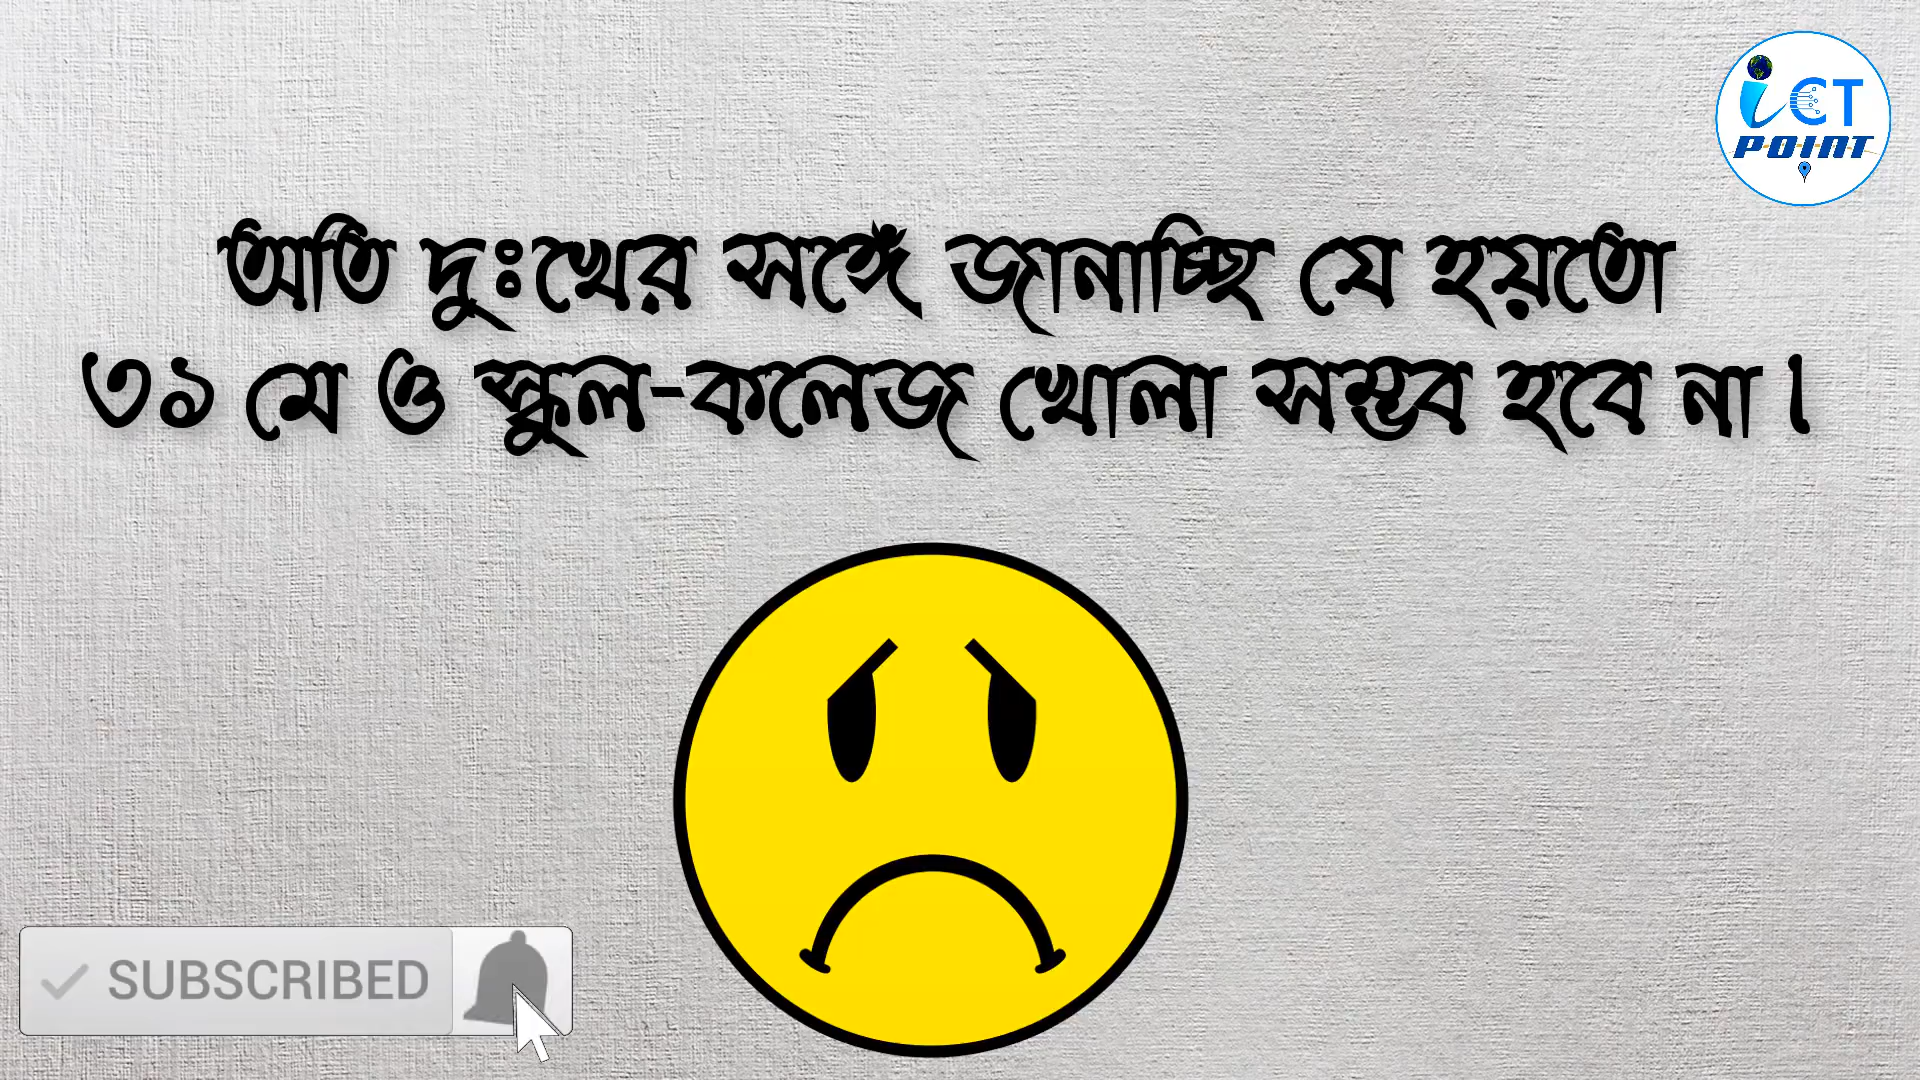 iCT
POINT
অতি দুঃখের সঙ্গে জানাচ্ছি যে হয়তো
৩১ মে ও স্কুল-কলেজ খোলা সম্ভব হবে না।
SUBSCRIBED